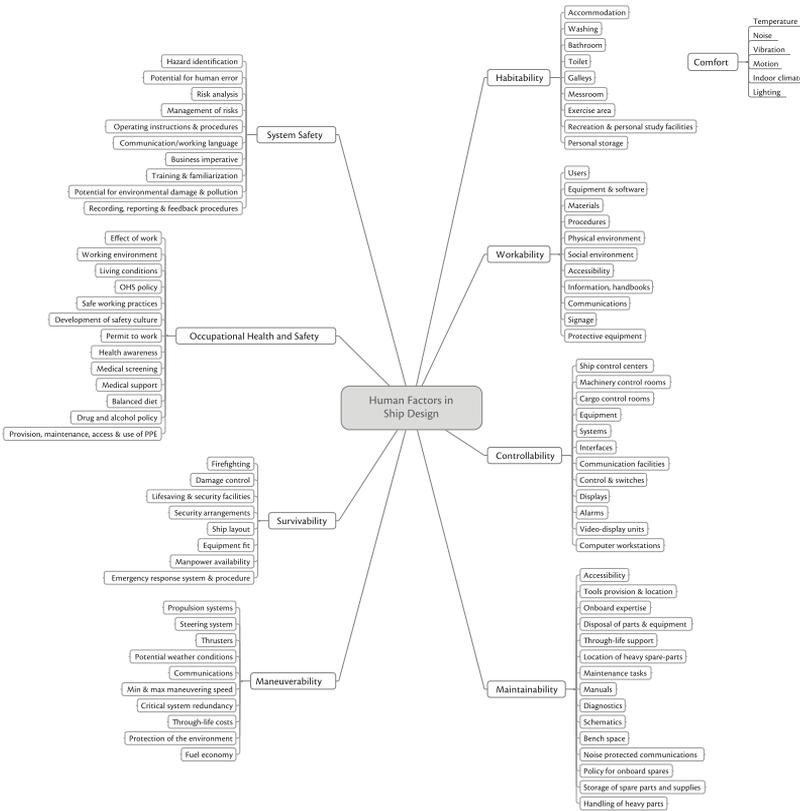 Human Factors in
Ship Design
System Safety
Hazard identification
Potential for human error
Risk analysis
Management of risks
Operating instructions & procedures
Communication/working language
Business imperative
Training & familiarization
Potential for environmental damage & pollution
Recording, reporting & feedback procedures
Occupational Health and Safety
Effect of work
Working environment
Living conditions
OHS policy
Safe working practices
Development of safety culture
Permit to work
Health awareness
Medical screening
Medical support
Balanced diet
Drug and alcohol policy
Provision, maintenance, access & use of PPE
Survivability
Firefighting
Damage control
Lifesaving & security facilities
Security arrangements
Ship layout
Equipment fit
Manpower availability
Emergency response system & procedure
Maneuverability
Propulsion systems
Steering system
Thrusters
Potential weather conditions
Communications
Min & max maneuvering speed
Critical system redundancy
Through-life costs
Protection of the environment
Fuel economy
Habitability
Accommodation
Washing
Bathroom
Toilet
Galleys
Messroom
Exercise area
Recreation & personal study facilities
Personal storage
Comfort
Temperature
Noise
Vibration
Motion
Indoor climat
Lighting
Workability
Users
Equipment & software
Materials
Procedures
Physical environment
Social environment
Accessibility
Information, handbooks
Communications
Signage
Protective equipment
Controllability
Ship control centers
Machinery control rooms
Cargo control rooms
Equipment
Systems
Interfaces
Communication facilities
Control & switches
Displays
Alarms
Video-display units
Computer workstations
Maintainability
Accessibility
Tools provision & location
Onboard expertise
Disposal of parts & equipment
Through-life support
Location of heavy spare-parts
Maintenance tasks
Manuals
Diagnostics
Schematics
Bench space
Noise protected communications
Policy for onboard spares
Storage of spare parts and supplies
Handling of heavy parts